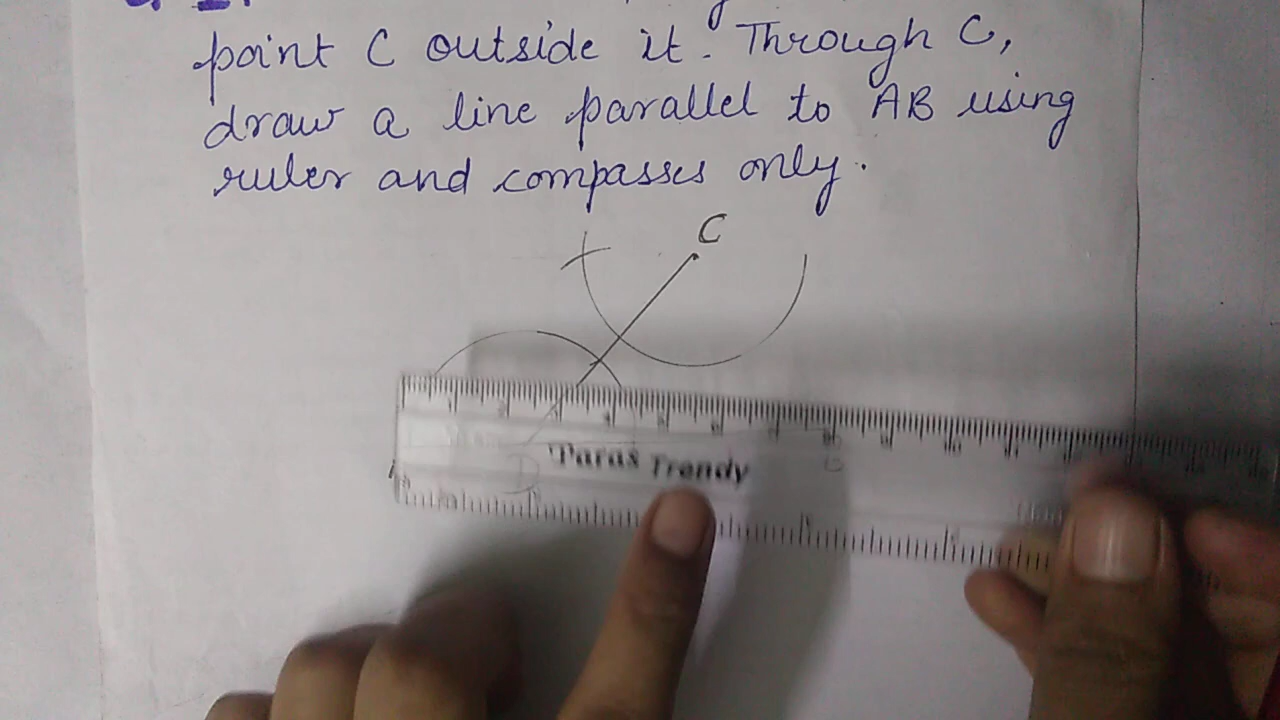 point C outside it. Through C,
draw a line parallel to AB using
ruler and compasses only.
C
Paras Trendy
D
B